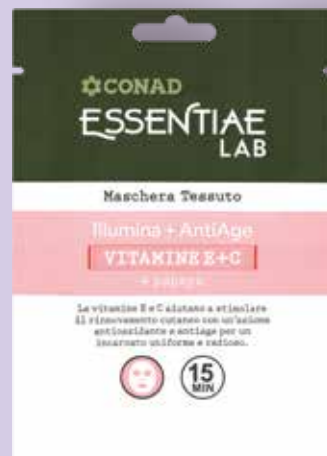 CONAD
ESSENTIAE
LAB
Maschera Tessuto
Illumina + AntiAge
VITAMINE E+C
+ papaya
Le vitamine E e C aiutano a stimolare
il rinnovamento cutaneo con un'azione
antiossidante e antiage per un
incarnato uniforme e radioso.
15
MIN